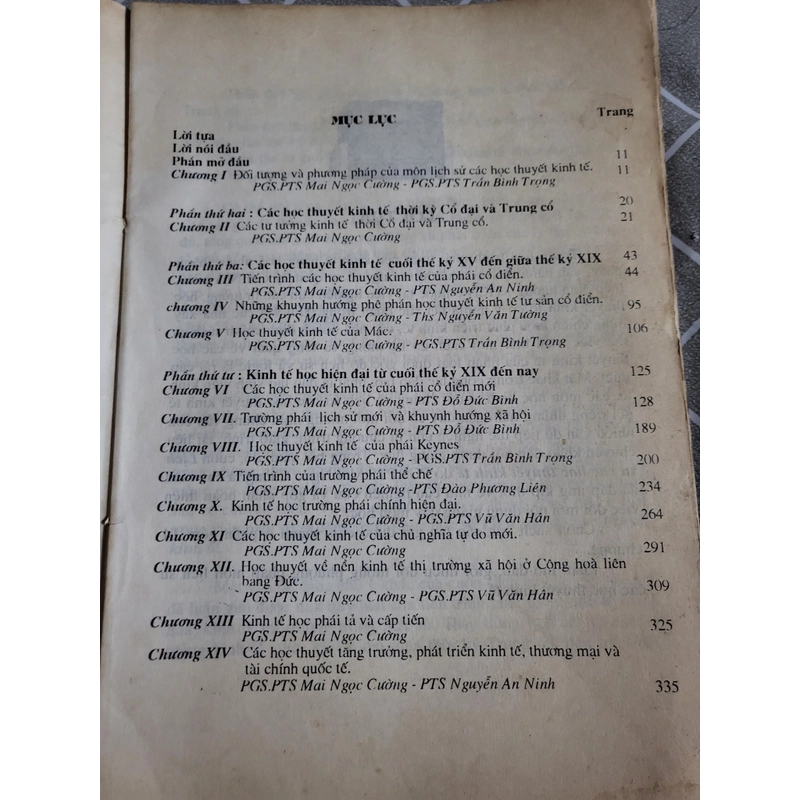 MỤC LỤC Trang
Lời tựa
Lời nói đầu
Phần mở đầu 11
Chương I Đối tượng và phương pháp của môn lịch sử các học thuyết kinh tế. 11
PGS.PTS Mai Ngọc Cường - PGS.PTS Trần Bình Trọng
Phần thứ hai : Các học thuyết kinh tế thời kỳ Cổ đại và Trung cổ 20
Chương II Các tư tưởng kinh tế thời Cổ đại và Trung cổ. 21
PGS.PTS Mai Ngọc Cường
Phần thứ ba: Các học thuyết kinh tế cuối thế kỷ XV đến giữa thế kỷ XIX 43
Chương III Tiến trình các học thuyết kinh tế của phái cổ điển. 44
PGS.PTS Mai Ngọc Cường - PTS Nguyễn An Ninh
chương IV Những khuynh hướng phê phán học thuyết kinh tế tư sản cổ điển.
PGS.PTS Mai Ngọc Cường - Ths Nguyễn Văn Tường 95
Chương V Học thuyết kinh tế của Mác. 106
PGS.PTS Mai Ngọc Cường - PGS.PTS Trần Bình Trọng
Phần thứ tư : Kinh tế học hiện đại từ cuối thế kỷ XIX đến nay 125
Chương VI Các học thuyết kinh tế của phái cổ điển mới
PGS.PTS Mai Ngọc Cường - PTS Đỗ Đức Bình 128
Chương VII. Trường phái lịch sử mới và khuynh hướng xã hội
PGS.PTS Mai Ngọc Cường - PTS Đỗ Đức Bình 189
Chương VIII. Học thuyết kinh tế của phái Keynes
PGS.PTS Mai Ngọc Cường - PGS.PTS Trần Bình Trọng 200
Chương IX Tiến trình của trường phái thể chế
PGS.PTS Mai Ngọc Cường -PTS Đào Phương Liên 234
Chương X. Kinh tế học trường phái chính hiện đại.
PGS.PTS Mai Ngọc Cường - PGS.PTS Vũ Văn Hân 264
Chương XI Các học thuyết kinh tế của chủ nghĩa tự do mới.
PGS.PTS Mai Ngọc Cường 291
Chương XII. Học thuyết về nền kinh tế thị trường xã hội ở Cộng hoà liên
bang Đức.
PGS.PTS Mai Ngọc Cường - PGS.PTS Vũ Văn Hân 309
Chương XIII Kinh tế học phái tả và cấp tiến
PGS.PTS Mai Ngọc Cường 325
Chương XIV Các học thuyết tăng trưởng, phát triển kinh tế, thương mại và
tài chính quốc tế.
PGS.PTS Mai Ngọc Cường - PTS Nguyễn An Ninh 335